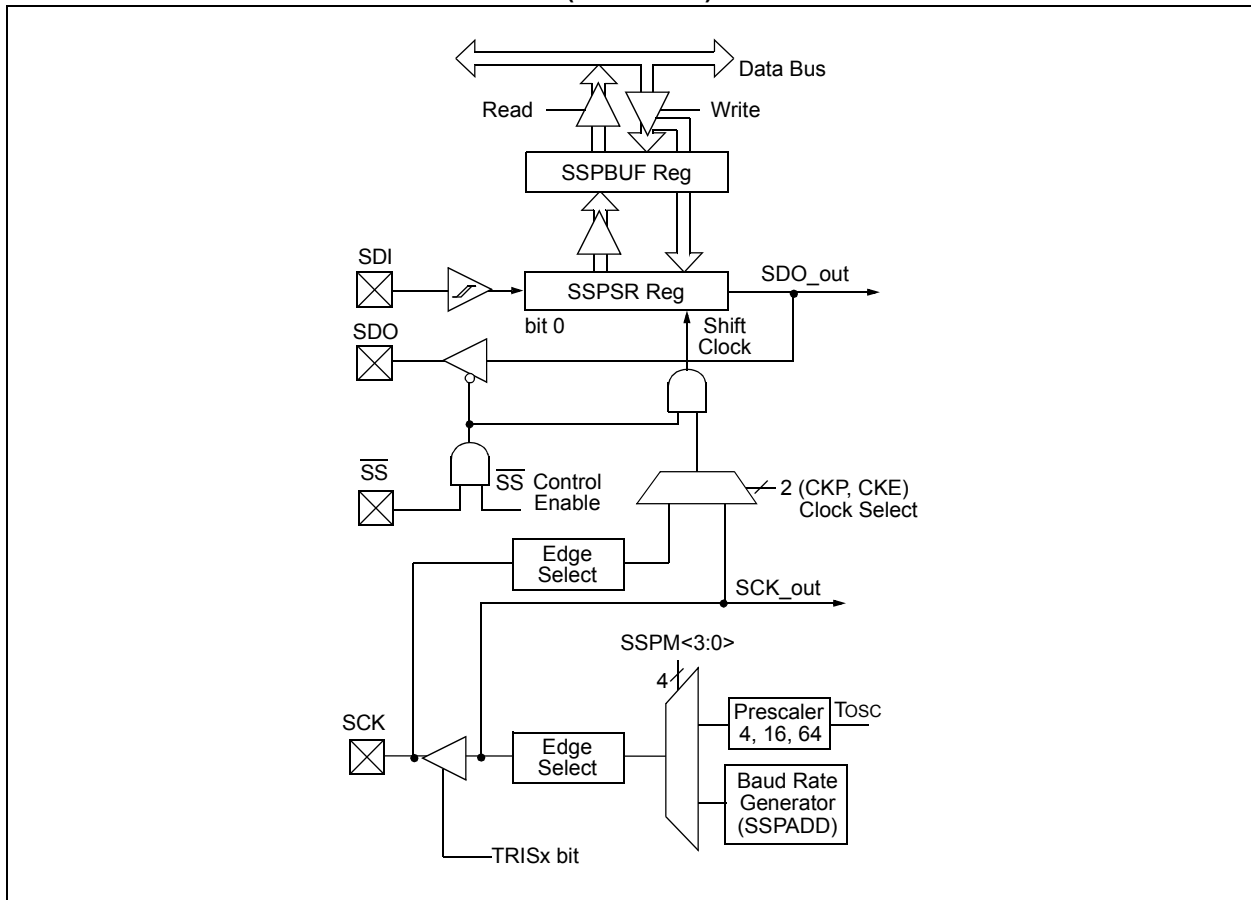 Data Bus
Read
Write
SSPBUF Reg
SDI
SSPSR Reg
SDO_out
bit 0
Shift
Clock
SDO
SS
SS Control
Enable
2 (CKP, CKE)
Clock Select
Edge
Select
SCK_out
SSPM<3:0>
4
Prescaler
4, 16, 64
TOSC
SCK
Edge
Select
Baud Rate
Generator
(SSPADD)
TRISx bit